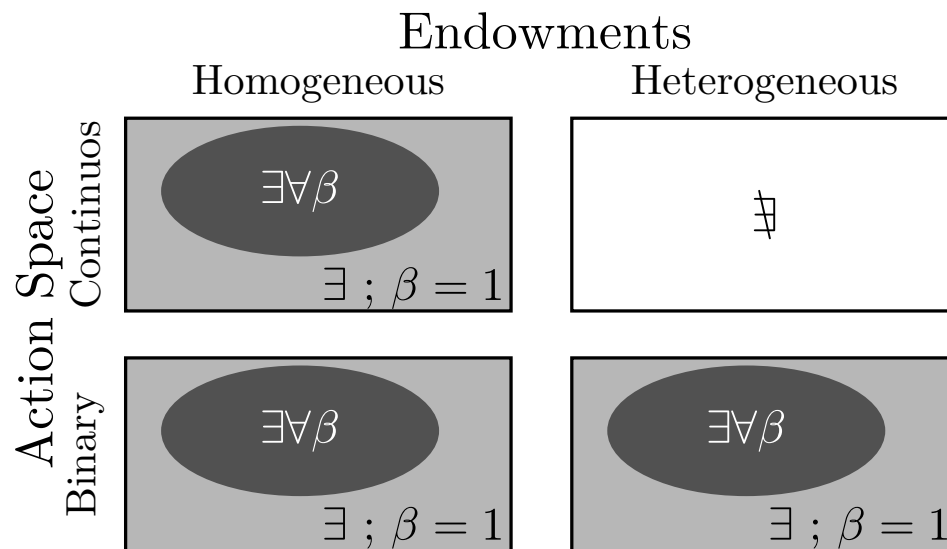 Endowments
Homogeneous Heterogeneous
Action Space
Continuos
∃∀β
∃ ; β = 1
∄
Binary
∃∀β
∃ ; β = 1
∃∀β
∃ ; β = 1